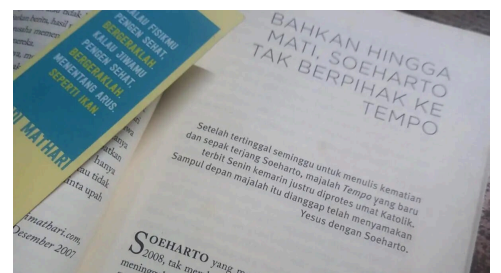 KALAU FISIKMU
PENGEN SEHAT,
BERGERAKLAH.
KALAU JIWAMU
PENGEN SEHAT,
BERGERAKLAH.
MENENTANG ARUS.
SEPERTI IKAN.
MATHARI
hanya
tidak
upah
amathari.com,
Desember 2007
BAHKAN HINGGA
MATI, SOEHARTO
TAK BERPIHAK KE
TEMPO
Setelah tertinggal seminggu untuk menulis kematian
dan sepak terjang Soeharto, majalah Tempo yang baru
terbit Senin kemarin justru diprotes umat Katolik.
Sampul depan majalah itu dianggap telah menyamakan
Yesus dengan Soeharto.
SOEHARTO yang
2008, tak